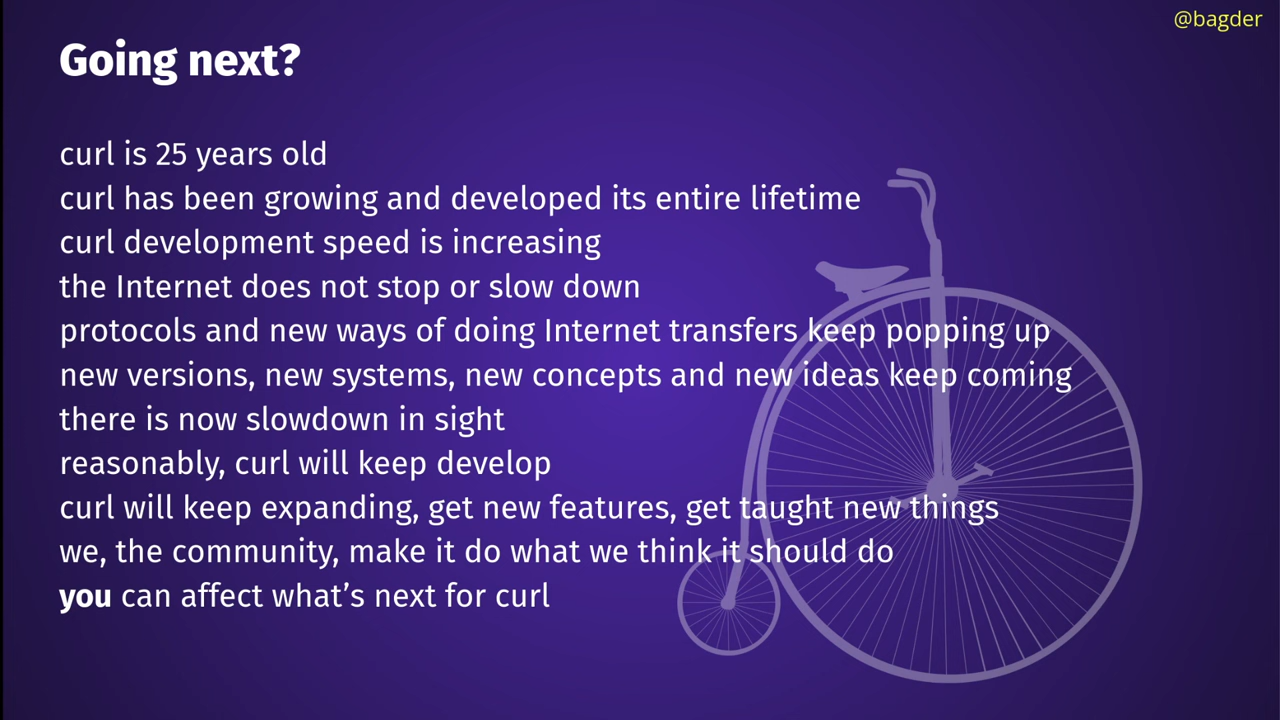 @bagder
Going next?
curl is 25 years old
curl has been growing and developed its entire lifetime
curl development speed is increasing
the Internet does not stop or slow down
protocols and new ways of doing Internet transfers keep popping up
new versions, new systems, new concepts and new ideas keep coming
there is now slowdown in sight
reasonably, curl will keep develop
curl will keep expanding, get new features, get taught new things
we, the community, make it do what we think it should do
you can affect what’s next for curl